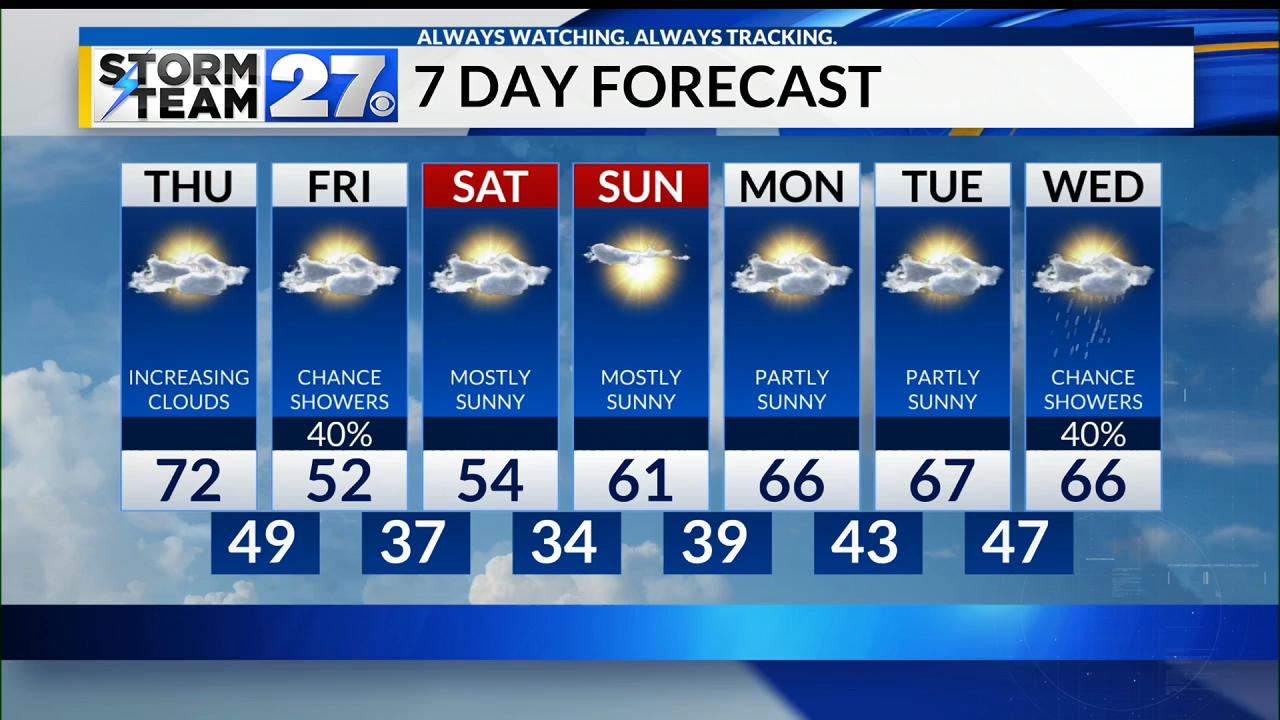 ALWAYS WATCHING. ALWAYS TRACKING.
STORM
TEAM
27
7 DAY FORECAST
THU
FRI
SAT
SUN
MON
TUE
WED
INCREASING
CLOUDS
CHANCE
SHOWERS
MOSTLY
SUNNY
MOSTLY
SUNNY
PARTLY
SUNNY
PARTLY
SUNNY
CHANCE
SHOWERS
40%
40%
72
52
54
61
66
67
66
49
37
34
39
43
47